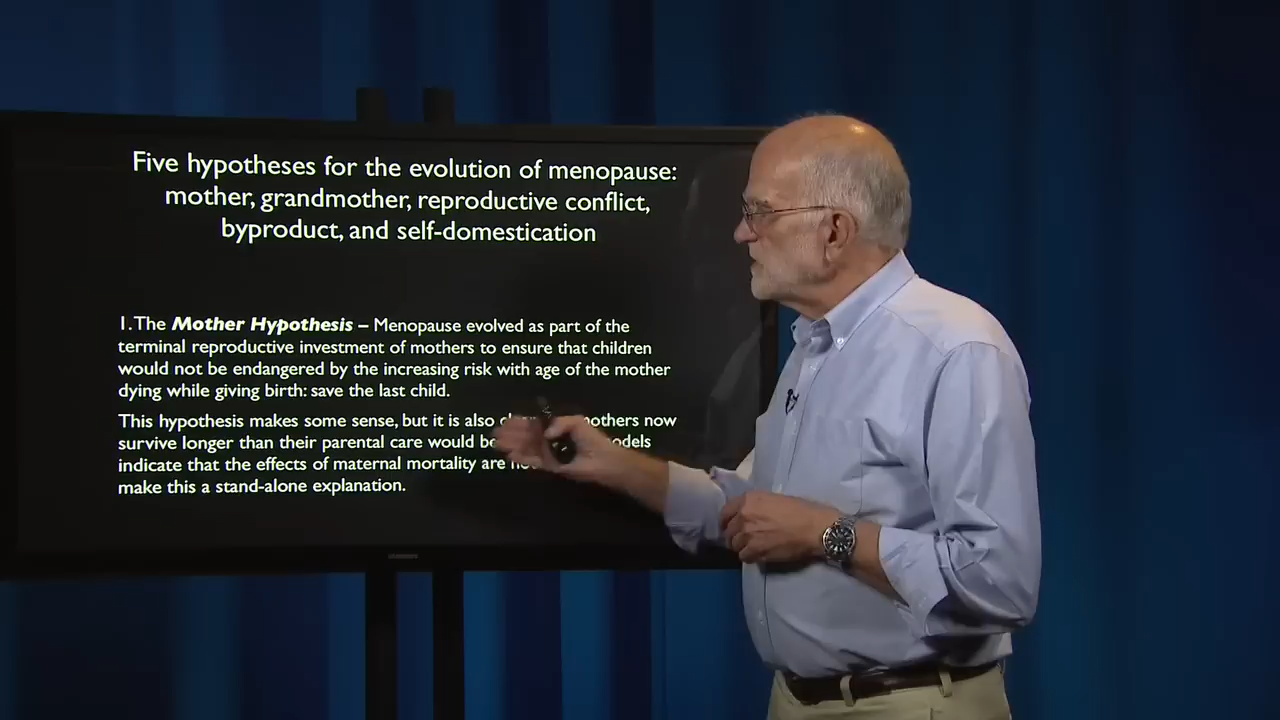 Five hypotheses for the evolution of menopause:
mother, grandmother, reproductive conflict,
byproduct, and self-domestication
1. The Mother Hypothesis – Menopause evolved as part of the
terminal reproductive investment of mothers to ensure that children
would not be endangered by the increasing risk with age of the mother
dying while giving birth: save the last child.
This hypothesis makes some sense, but it is also mothers now
survive longer than their parental care would models
indicate that the effects of maternal mortality are
make this a stand-alone explanation.